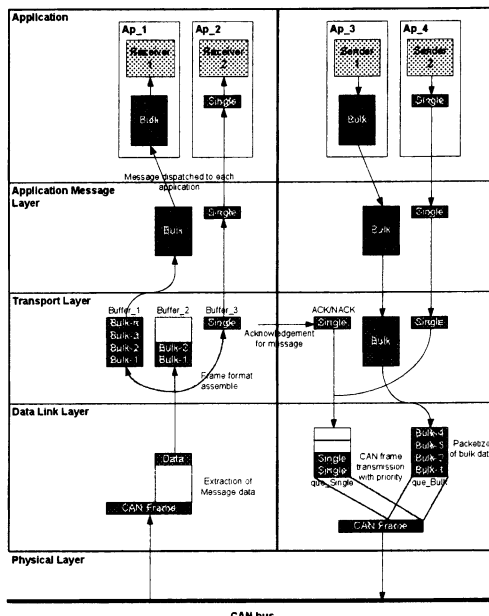 Application
Ap_1
Ap_2
Ap_3
Ap_4
Receiver
1
Receiver
2
Sender
1
Sender
2
Bulk
Single
Bulk
Single
Message dispatched to each
application
Application Message
Layer
Bulk
Single
Bulk
Single
Transport Layer
Buffer_1
Buffer_2
Buffer_3
ACK/NACK
Bulk-3
Bulk-2
Bulk-1
Bulk-2
Bulk-1
Single
Single
Bulk
Single
Acknowledgement
for message
Frame format
assemble
Data Link Layer
Data
Extraction of
Message data
CAN Frame
Single
Single
que_Single
CAN frame
transmission
with priority
Bulk-4
Bulk-3
Bulk-2
Bulk-1
que_Bulk
Packetize
of bulk dat
CAN Frame
Physical Layer
CAN bus